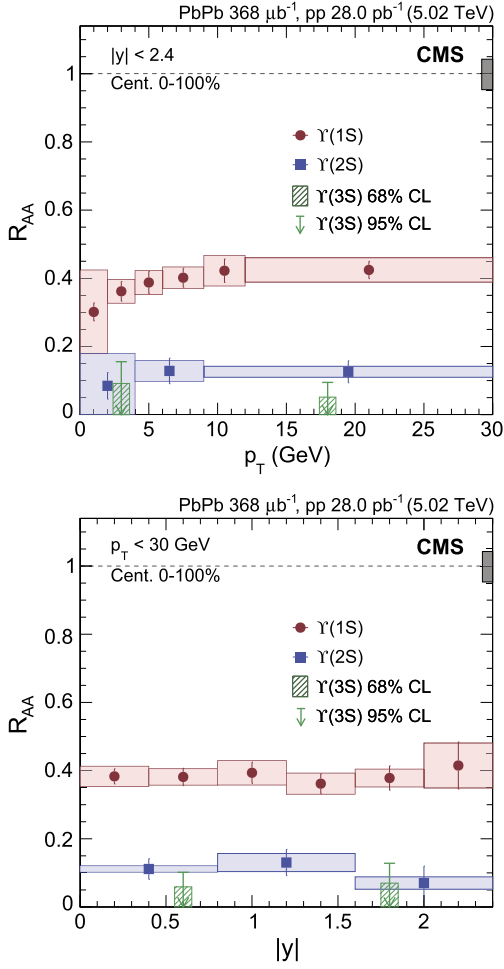 PbPb 368 μb⁻¹, pp 28.0 pb⁻¹ (5.02 TeV)
|y| < 2.4
CMS
Cent. 0-100%
ϒ(1S)
ϒ(2S)
ϒ(3S) 68% CL
ϒ(3S) 95% CL
R_AA
1
0.8
0.6
0.4
0.2
0
0 5 10 15 20 25 30
p_T (GeV)
PbPb 368 μb⁻¹, pp 28.0 pb⁻¹ (5.02 TeV)
p_T < 30 GeV
CMS
Cent. 0-100%
ϒ(1S)
ϒ(2S)
ϒ(3S) 68% CL
ϒ(3S) 95% CL
R_AA
1
0.8
0.6
0.4
0.2
0
0 0.5 1 1.5 2
|y|